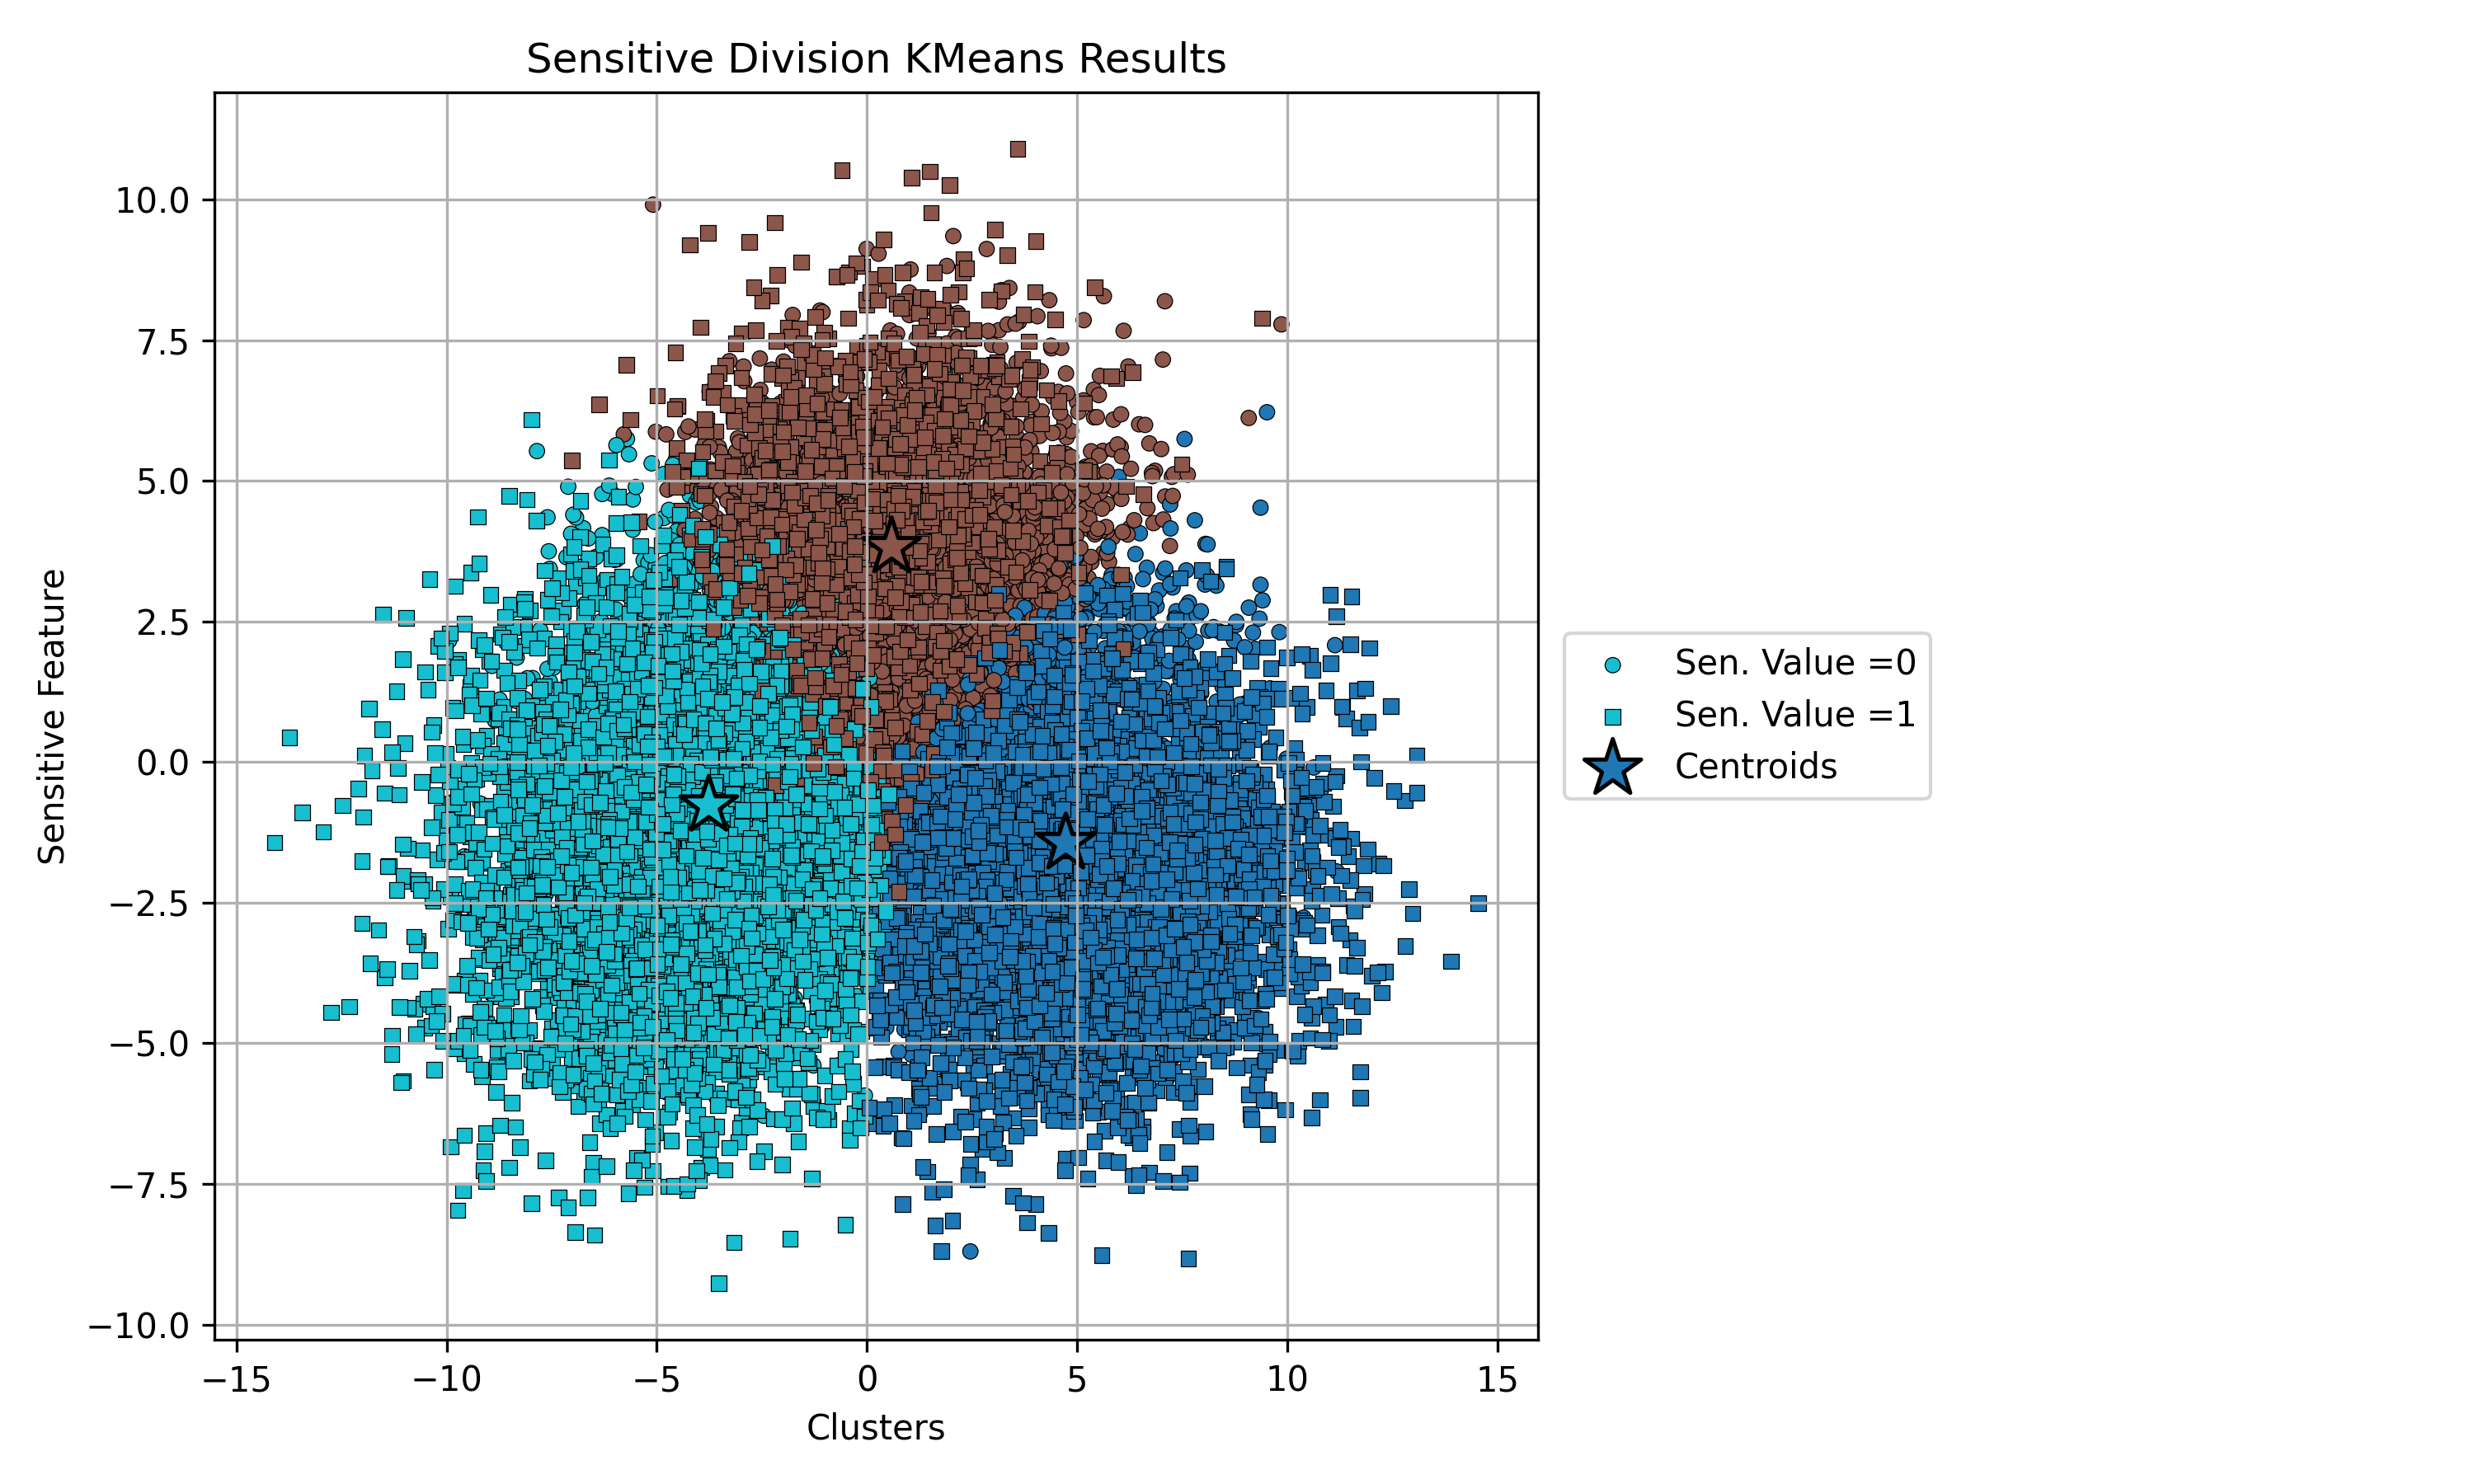 Sensitive Division KMeans Results
10.0
7.5
5.0
2.5
0.0
−2.5
−5.0
−7.5
−10.0
Sensitive Feature
−15 −10 −5 0 5 10 15
Clusters
Sen. Value =0
Sen. Value =1
Centroids